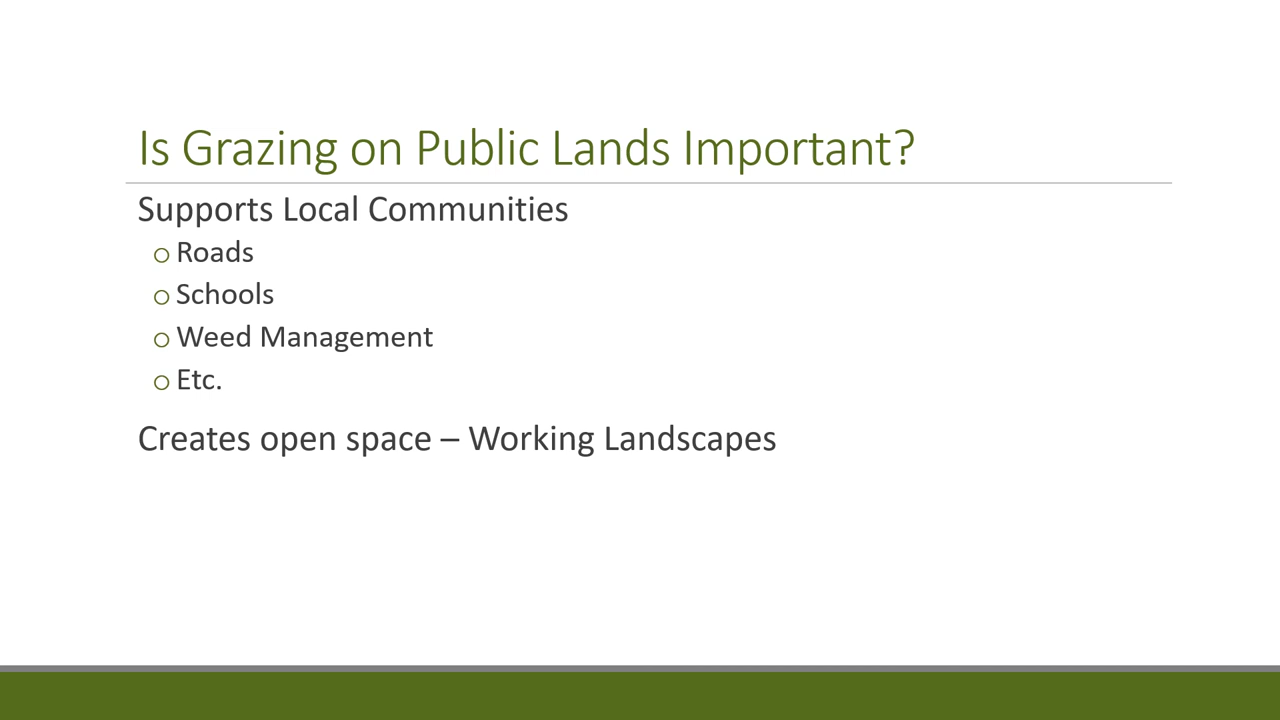 Is Grazing on Public Lands Important?
Supports Local Communities
o Roads
o Schools
o Weed Management
o Etc.
Creates open space – Working Landscapes